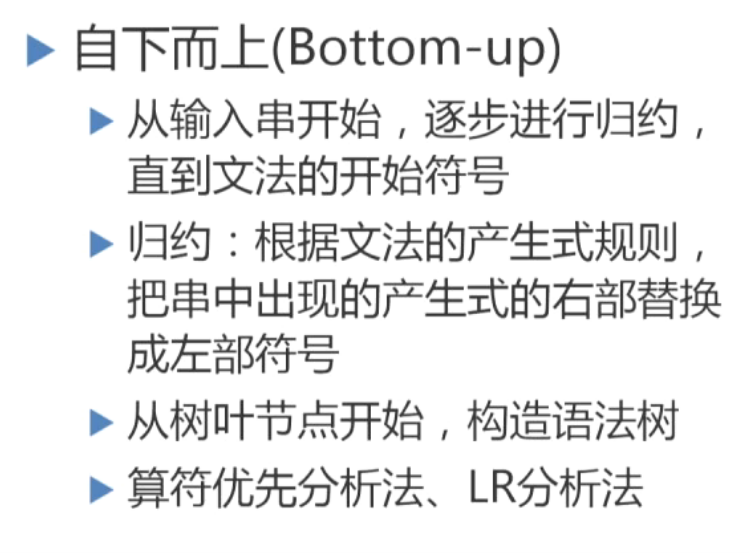 自下而上(Bottom-up)
从输入串开始，逐步进行归约，
直到文法的开始符号
归约：根据文法的产生式规则，
把串中出现的产生式的右部替换
成左部符号
从树叶节点开始，构造语法树
算符优先分析法、LR分析法